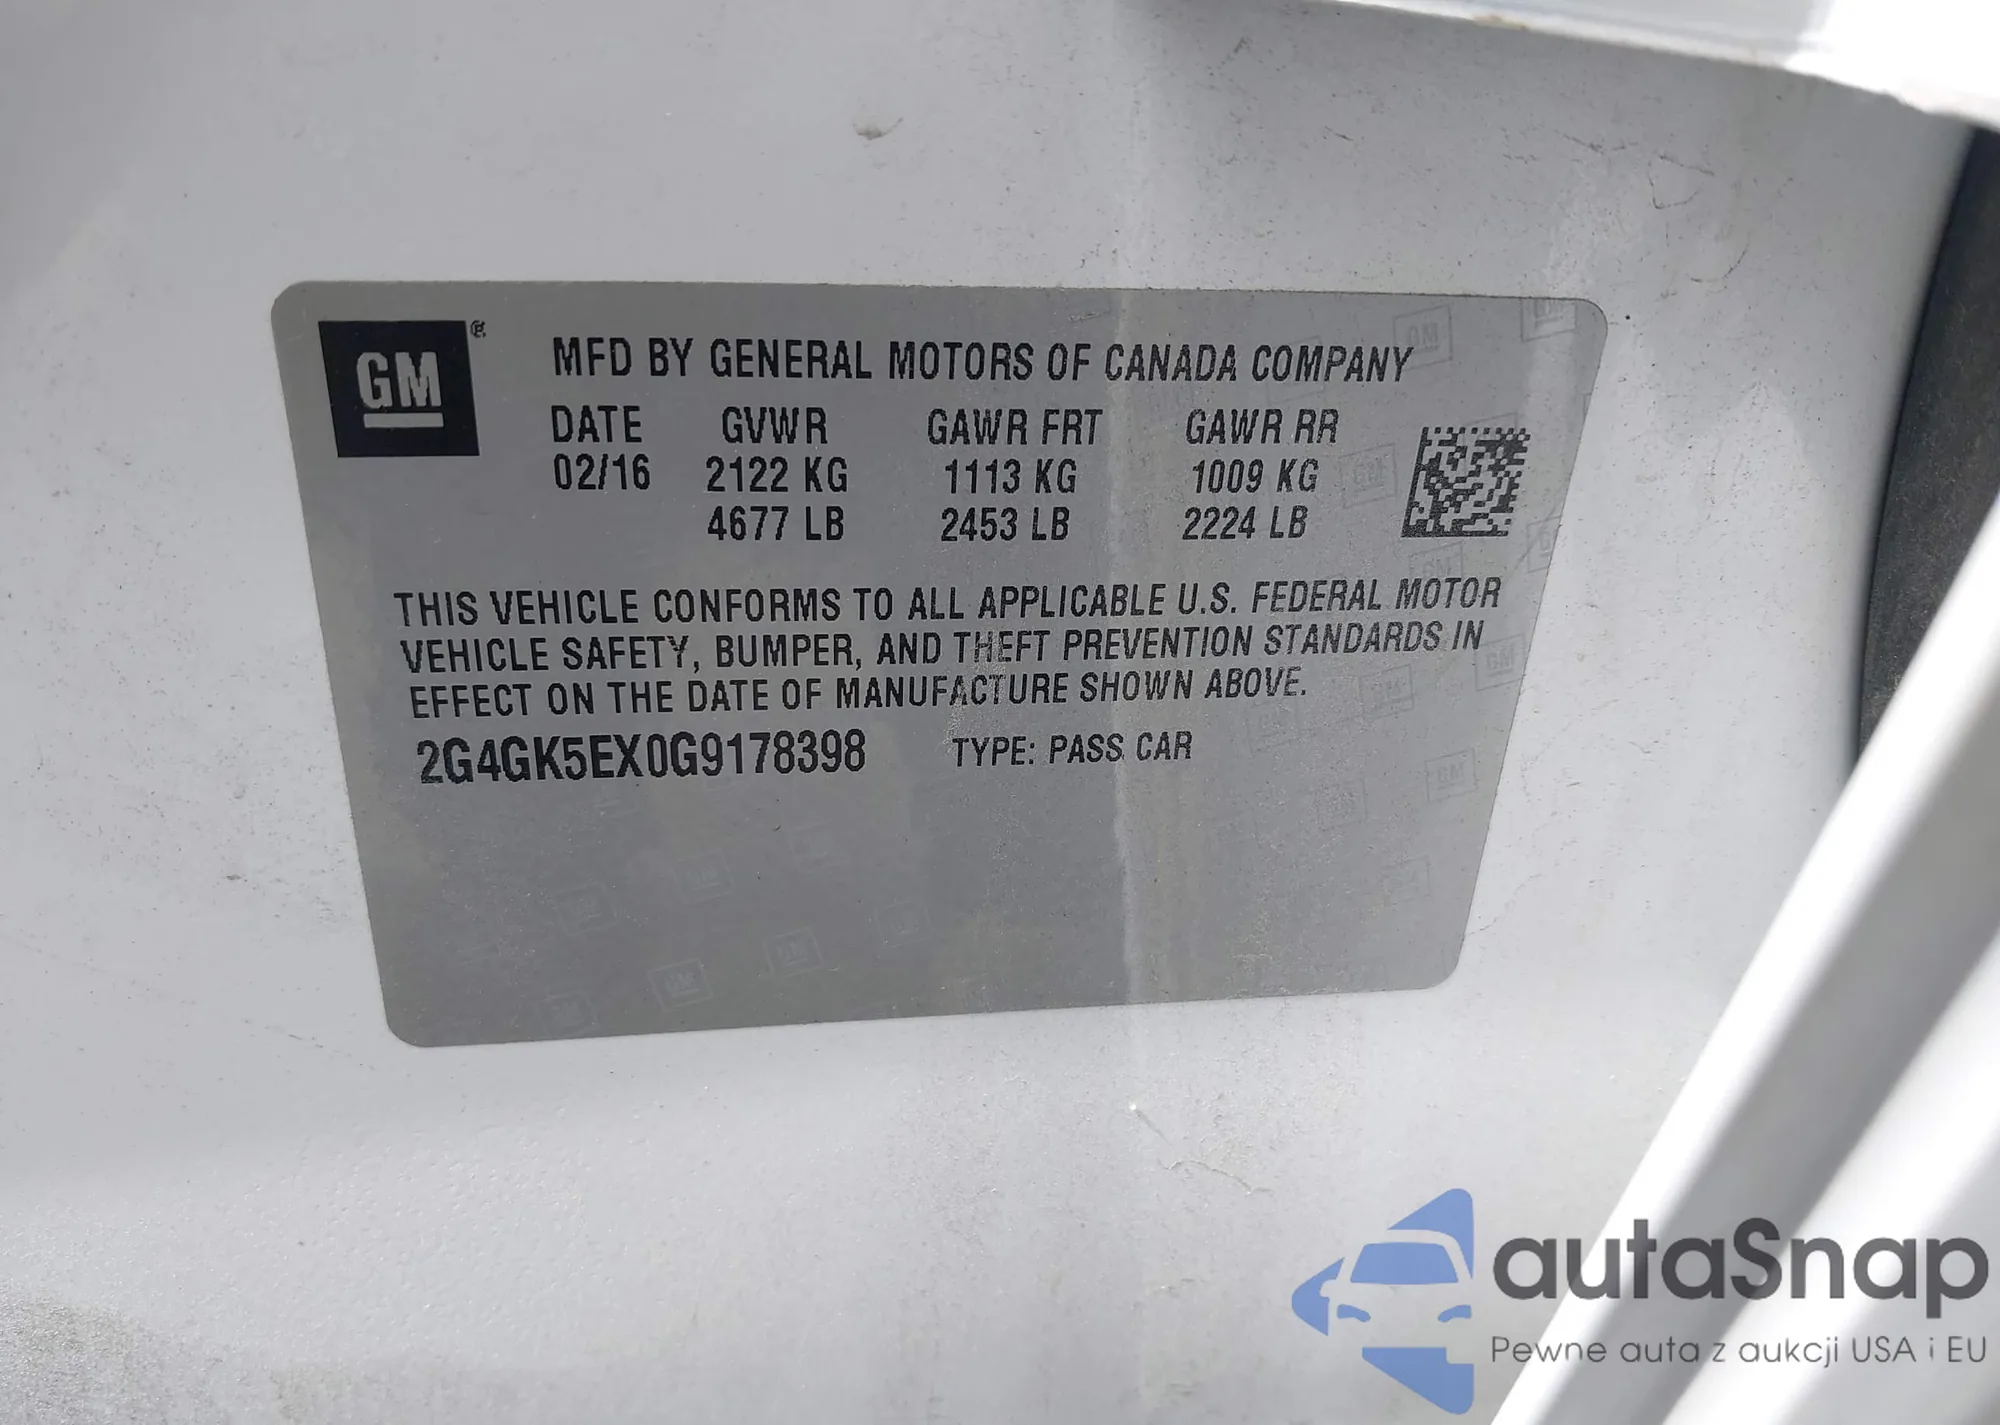 GM®
MFD BY GENERAL MOTORS OF CANADA COMPANY
DATE GVWR GAWR FRT GAWR RR
02/16 2122 KG 1113 KG 1009 KG
4677 LB 2453 LB 2224 LB
THIS VEHICLE CONFORMS TO ALL APPLICABLE U.S. FEDERAL MOTOR
VEHICLE SAFETY, BUMPER, AND THEFT PREVENTION STANDARDS IN
EFFECT ON THE DATE OF MANUFACTURE SHOWN ABOVE.
2G4GK5EX0G9178398 TYPE: PASS CAR
autaSnap
Pewne auta z aukcji USA i EU